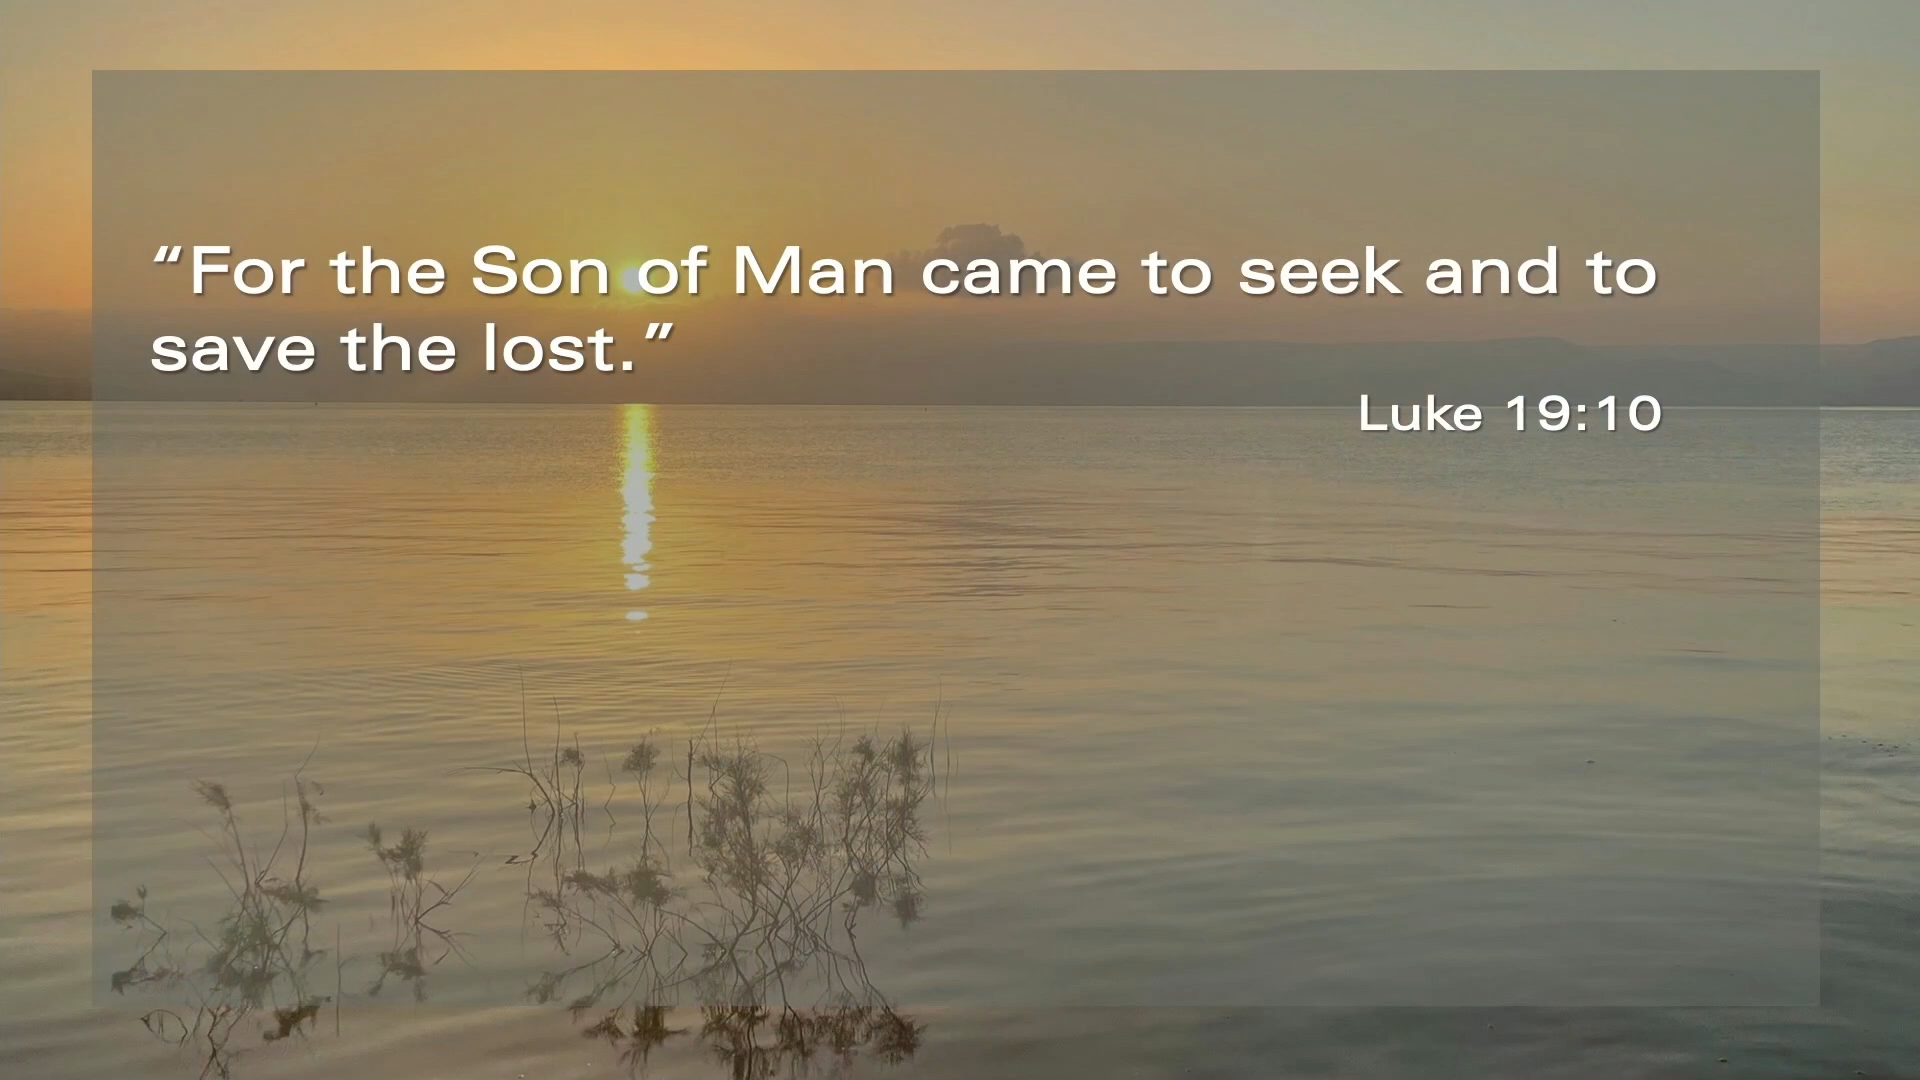 “For the Son of Man came to seek and to
save the lost.”
Luke 19:10